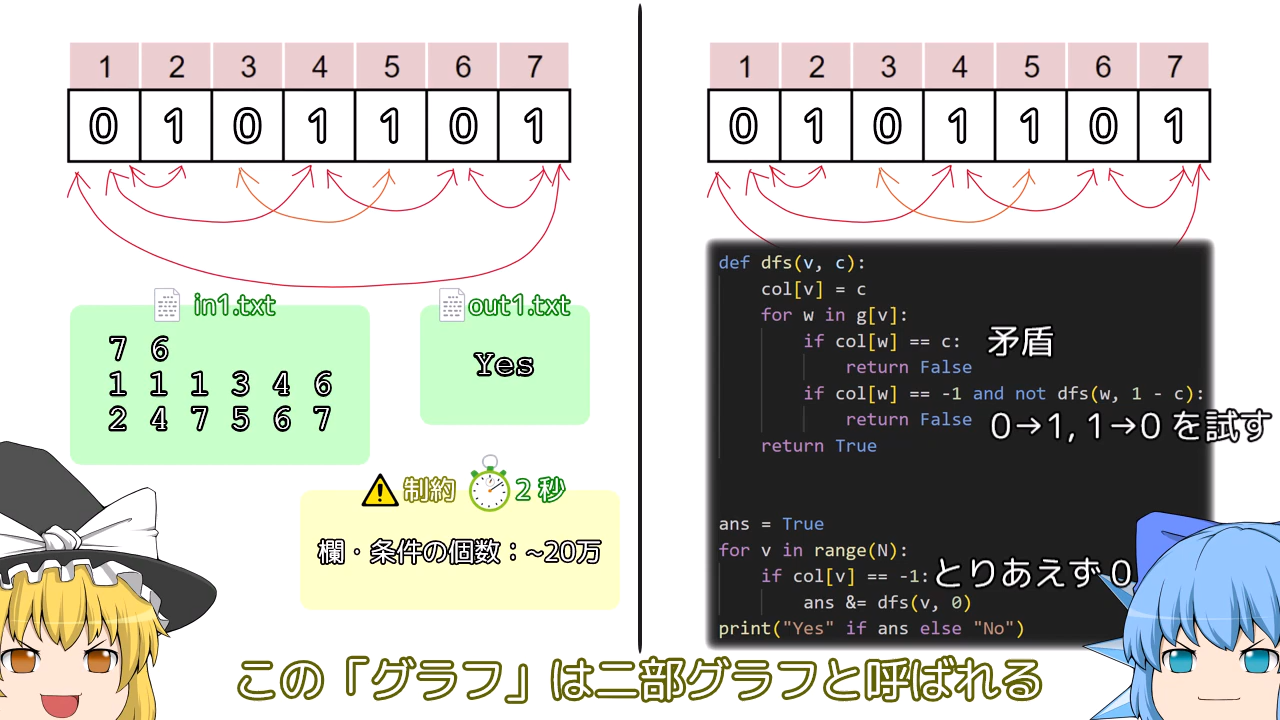 1 2 3 4 5 6 7
0 1 0 1 1 0 1
in1.txt
7 6
1 1 1 3 4 6
2 4 7 5 6 7
out1.txt
Yes
制約
2 秒
欄・条件の個数：~20万
1 2 3 4 5 6 7
0 1 0 1 1 0 1
def dfs(v, c):
    col[v] = c
    for w in g[v]:
        if col[w] == c: 矛盾
            return False
        if col[w] == -1 and not dfs(w, 1 - c):
            return False 0→1, 1→0 を試す
    return True
ans = True
for v in range(N):
    if col[v] == -1: とりあえず 0
        ans &= dfs(v, 0)
print("Yes" if ans else "No")
この「グラフ」は二部グラフと呼ばれる